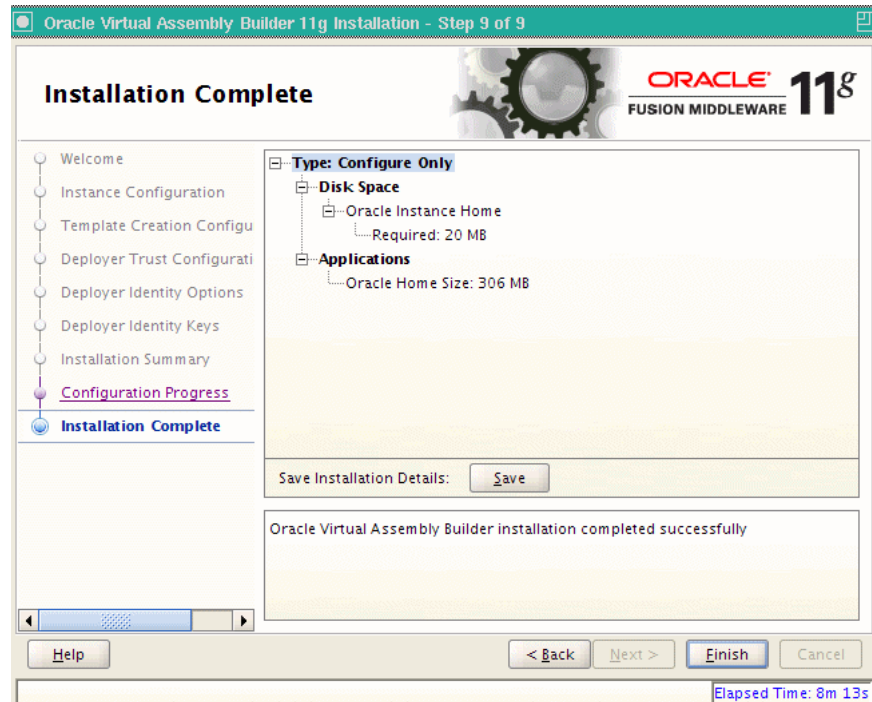 Oracle Virtual Assembly Builder 11g Installation - Step 9 of 9
Installation Complete
ORACLE
FUSION MIDDLEWARE
11g
Welcome
Instance Configuration
Template Creation Configu
Deployer Trust Configurati
Deployer Identity Options
Deployer Identity Keys
Installation Summary
Configuration Progress
Installation Complete
Type: Configure Only
Disk Space
Oracle Instance Home
Required: 20 MB
Applications
Oracle Home Size: 306 MB
Save Installation Details:
Save
Oracle Virtual Assembly Builder installation completed successfully
Help
< Back
Next >
Finish
Cancel
Elapsed Time: 8m 13s